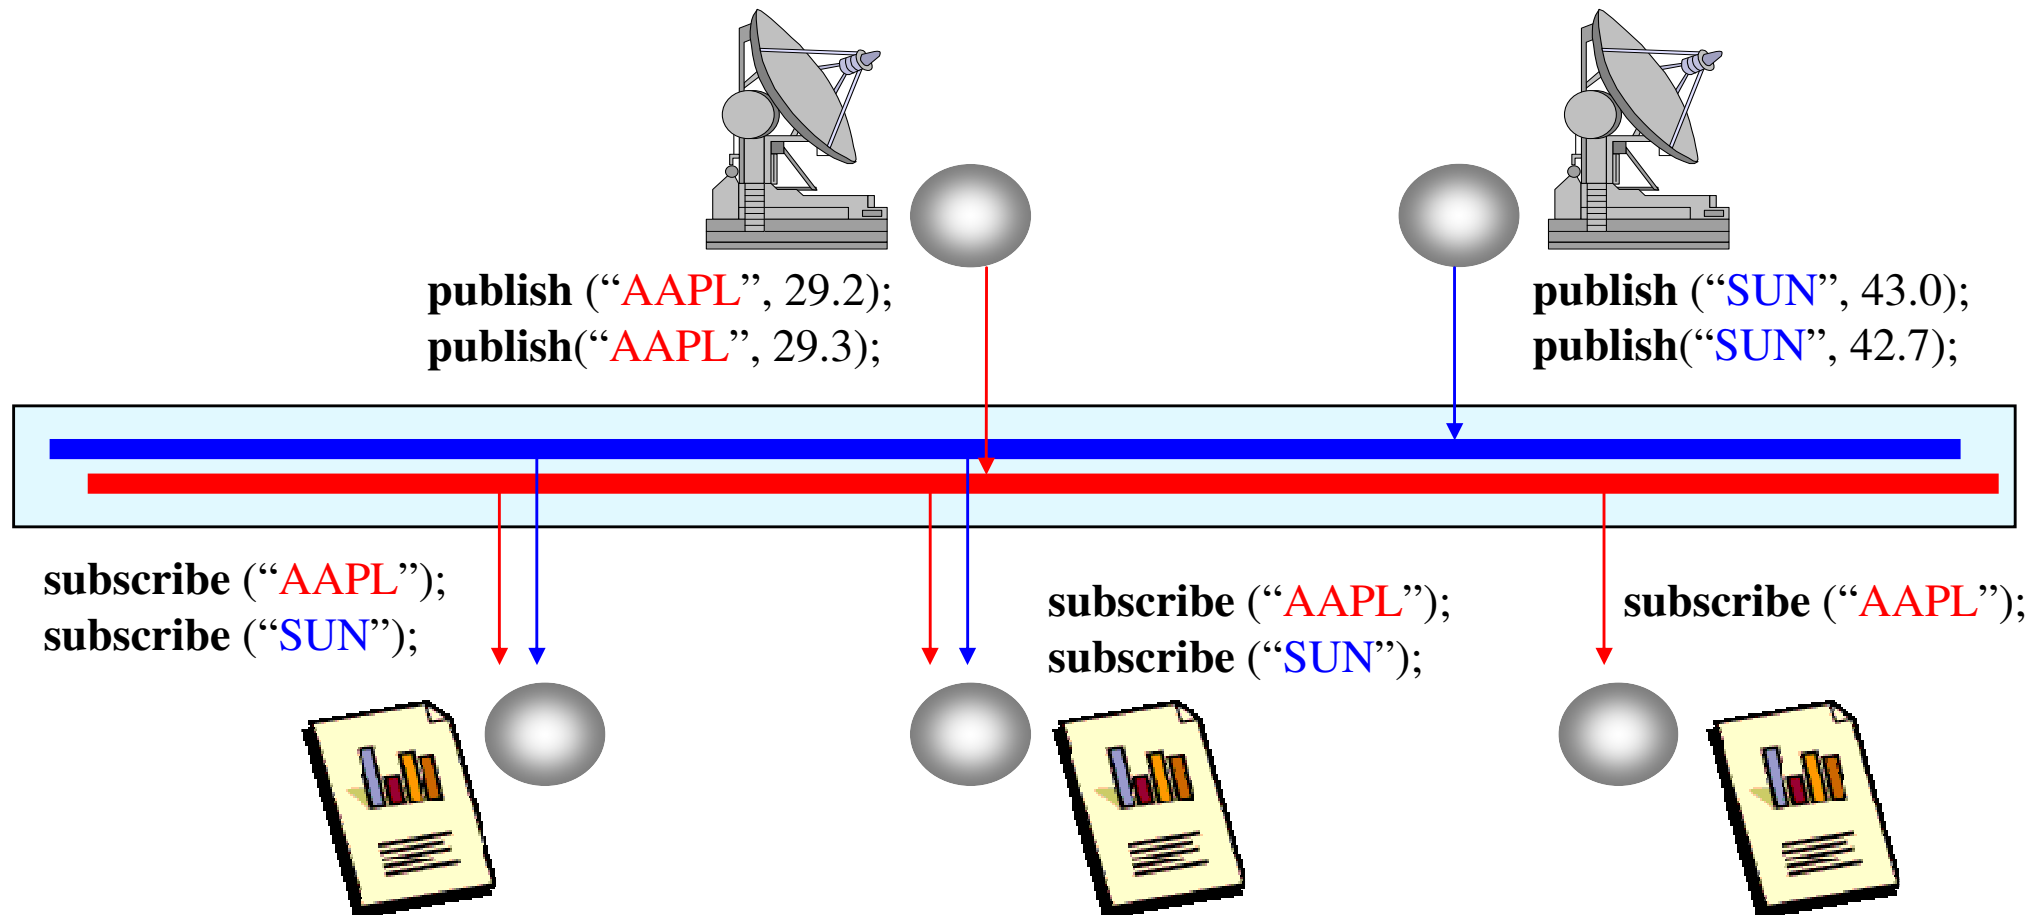 publish (“AAPL”, 29.2);
publish(“AAPL”, 29.3);
publish (“SUN”, 43.0);
publish(“SUN”, 42.7);
subscribe (“AAPL”);
subscribe (“SUN”);
subscribe (“AAPL”);
subscribe (“SUN”);
subscribe (“AAPL”);